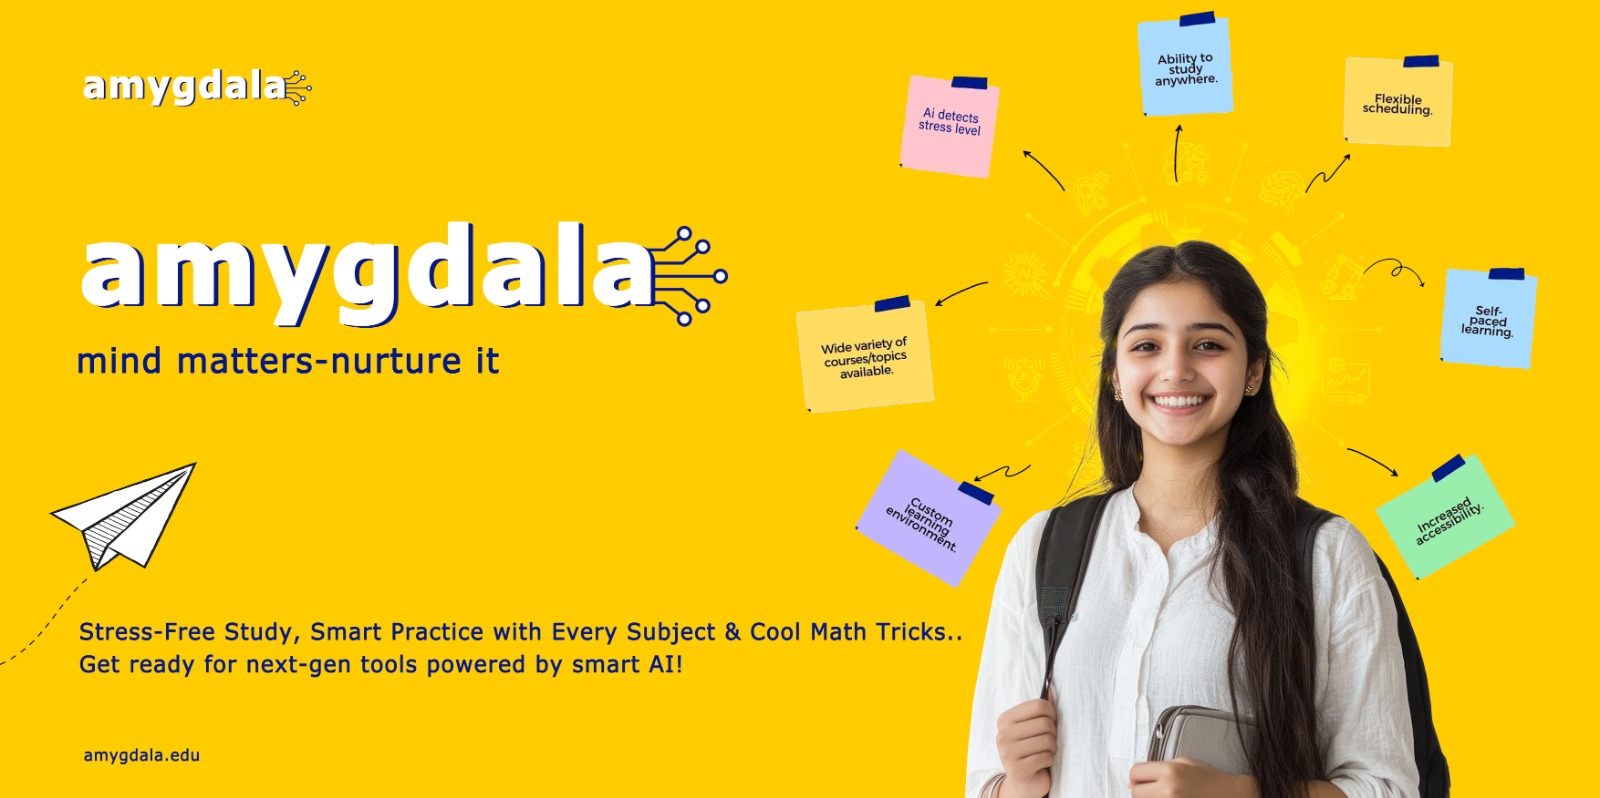 amygdala
amygdala
mind matters-nurture it
Ai detects
stress level
Ability to
study
anywhere.
Flexible
scheduling.
Wide variety of
courses/topics
available.
Self-
paced
learning.
Custom
learning
environment.
Increased
accessibility.
Stress-Free Study, Smart Practice with Every Subject & Cool Math Tricks..
Get ready for next-gen tools powered by smart AI!
amygdala.edu